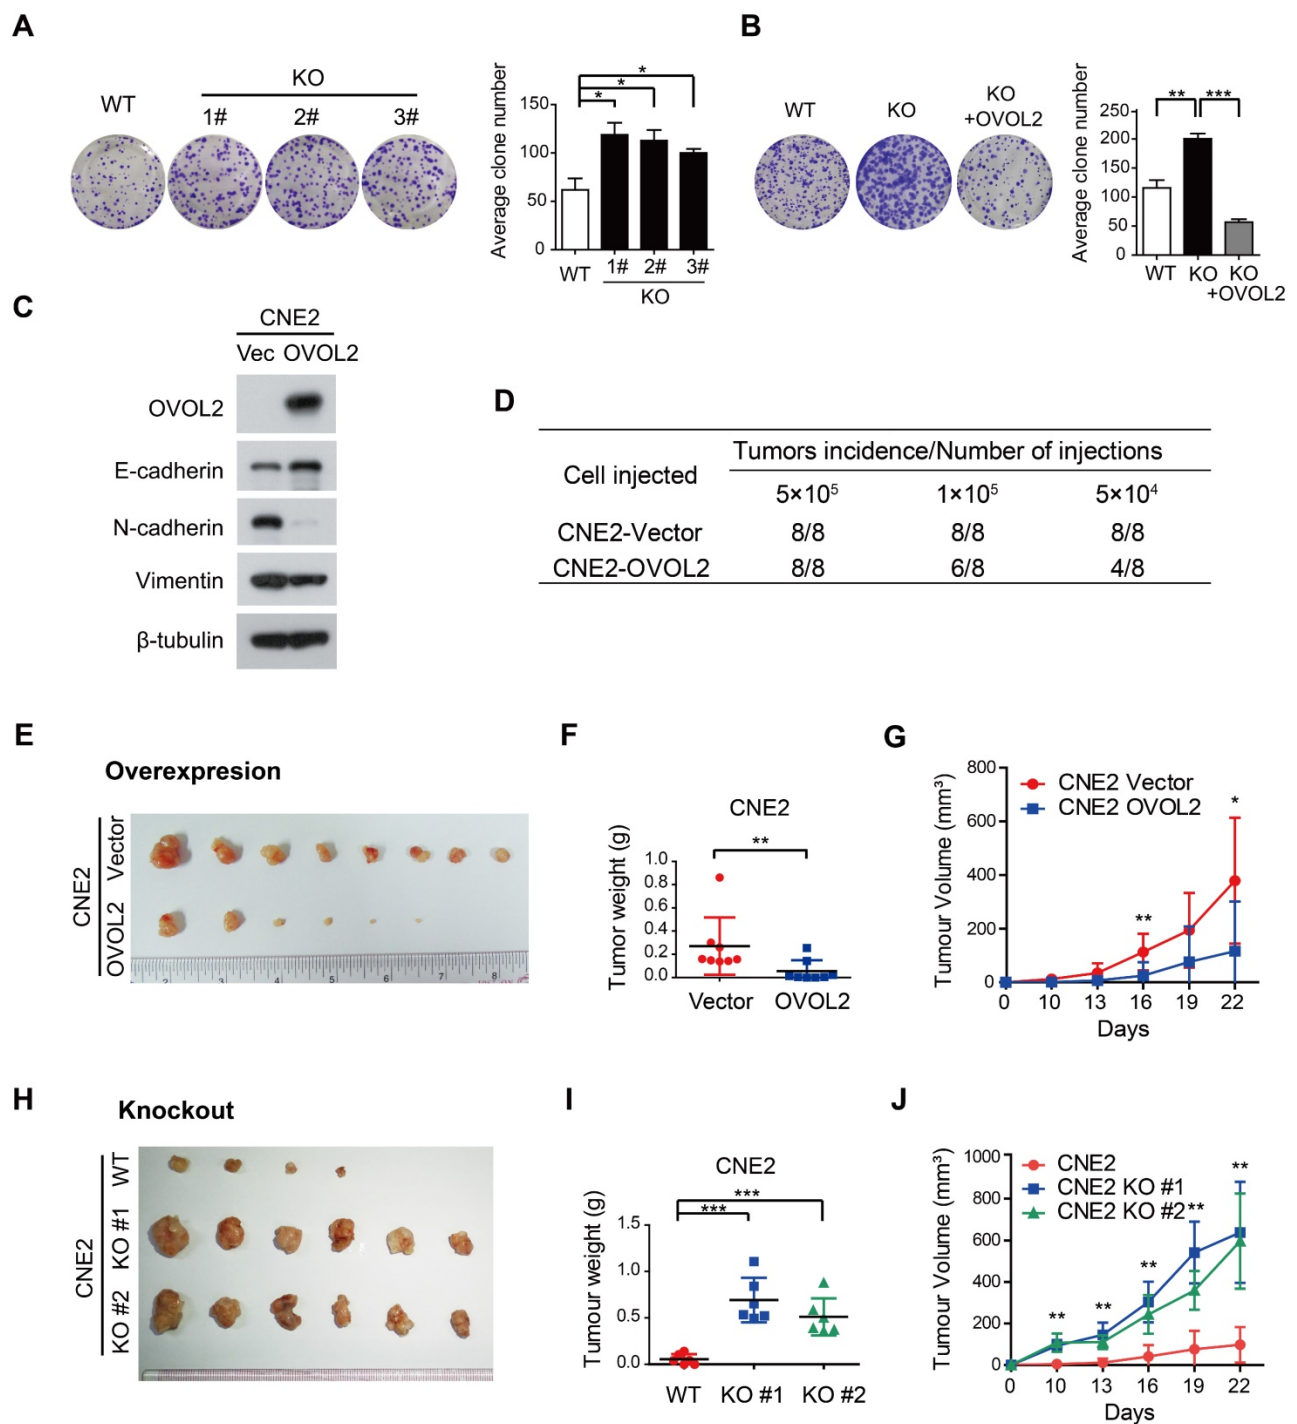 A
WT
KO
1# 2# 3#
Average clone number
150
100
50
0
* * *
WT 1# 2# 3#
KO
B
WT KO KO
+OVOL2
Average clone number
250
200
150
100
50
0
** ***
WT KO KO
+OVOL2
C
CNE2
Vec OVOL2
OVOL2
E-cadherin
N-cadherin
Vimentin
β-tubulin
D
Cell injected
Tumors incidence/Number of injections
5×10⁵ 1×10⁵ 5×10⁴
CNE2-Vector 8/8 8/8 8/8
CNE2-OVOL2 8/8 6/8 4/8
E
Overexpresion
CNE2
Vector
OVOL2
2 3 4 5 6 7 8
F
CNE2
**
Tumor weight (g)
1.0
0.8
0.6
0.4
0.2
0.0
Vector OVOL2
G
Tumour Volume (mm³)
800
600
400
200
0
CNE2 Vector
CNE2 OVOL2
** *
0 10 13 16 19 22
Days
H
Knockout
CNE2
WT
KO #1
KO #2
I
CNE2
***
***
Tumour weight (g)
1.5
1.0
0.5
0.0
WT KO #1 KO #2
J
Tumour Volume (mm³)
1000
800
600
400
200
0
CNE2
CNE2 KO #1
CNE2 KO #2
** ** ** ** **
0 10 13 16 19 22
Days